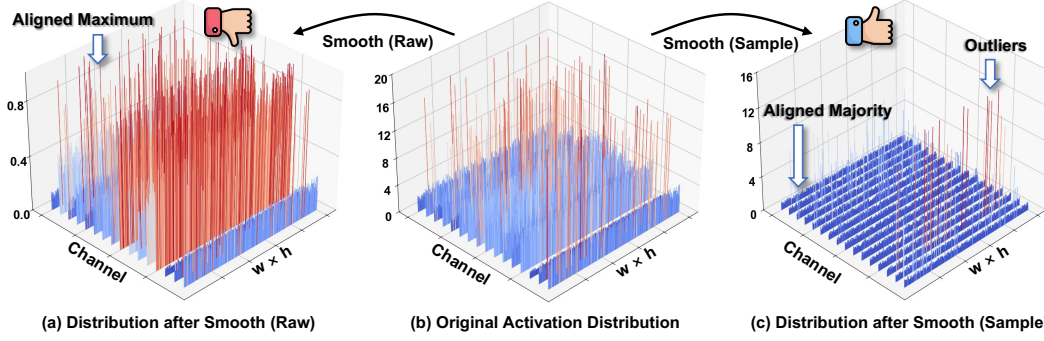 Aligned Maximum
Smooth (Raw)
Smooth (Sample)
Outliers
Aligned Majority
0.8
0.4
0.0
Channel
w × h
20
16
12
8
4
0
Channel
w × h
16
12
8
4
0
Channel
w × h
(a) Distribution after Smooth (Raw)
(b) Original Activation Distribution
(c) Distribution after Smooth (Sample